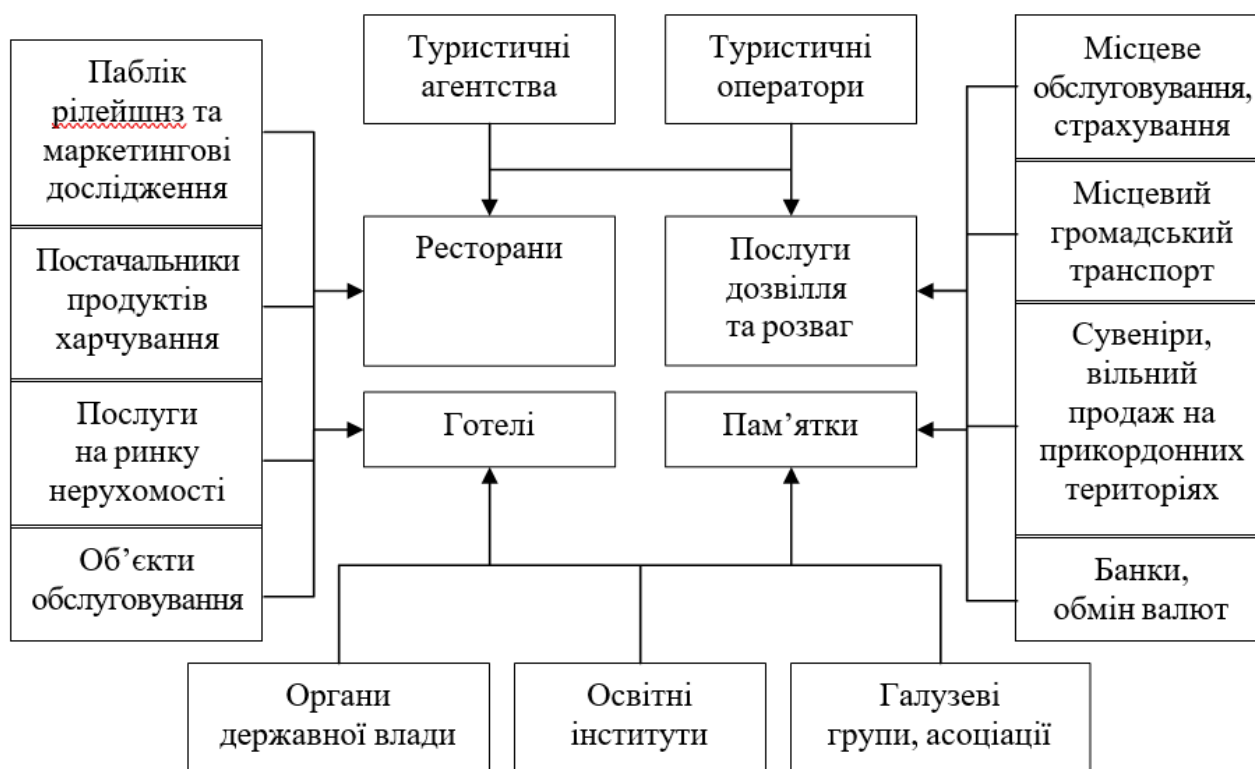 Паблік
рілейшнз та
маркетингові
дослідження
Постачальники
продуктів
харчування
Послуги
на ринку
нерухомості
Об’єкти
обслуговування
Туристичні
агентства
Туристичні
оператори
Ресторани
Послуги
дозвілля
та розваг
Готелі
Пам’ятки
Місцеве
обслуговування,
страхування
Місцевий
громадський
транспорт
Сувеніри,
вільний
продаж на
прикордонних
територіях
Банки,
обмін валют
Органи
державної влади
Освітні
інститути
Галузеві
групи, асоціації